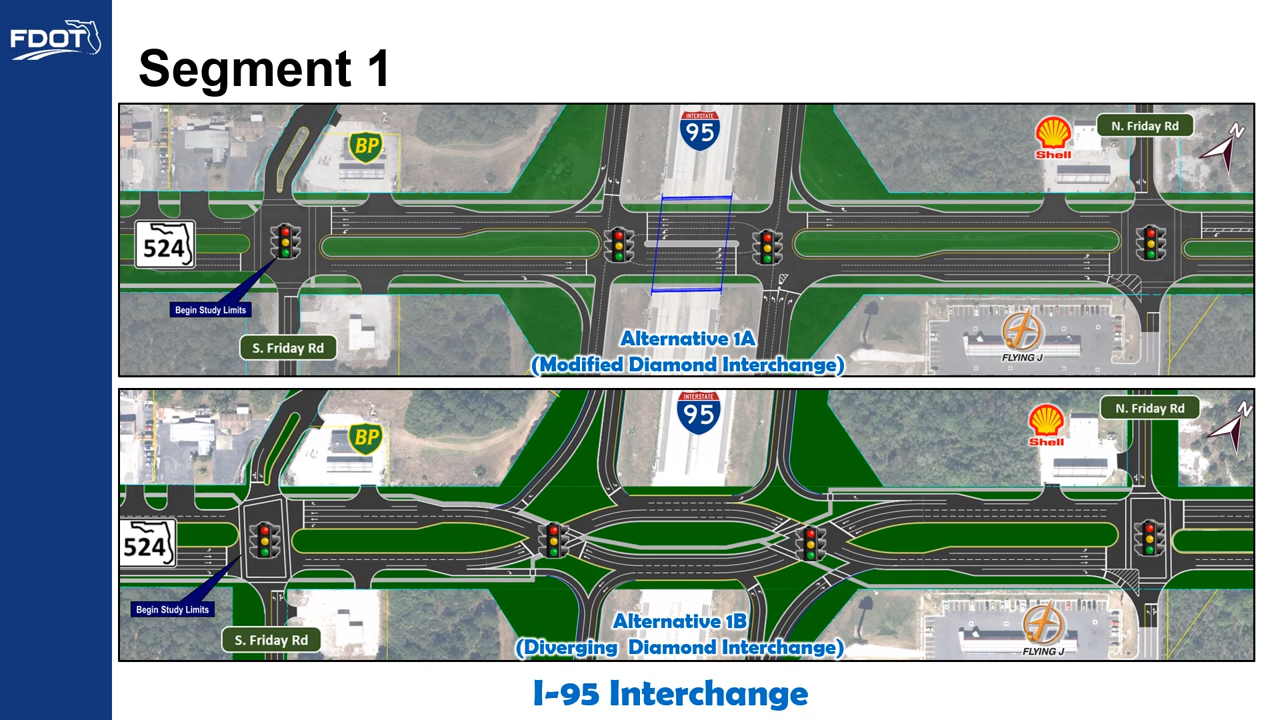 FDOT
Segment 1
INTERSTATE
95
BP
Shell
N. Friday Rd
N
524
Begin Study Limits
S. Friday Rd
Alternative 1A
(Modified Diamond Interchange)
FLYING J
INTERSTATE
95
BP
Shell
N. Friday Rd
N
524
Begin Study Limits
S. Friday Rd
Alternative 1B
(Diverging Diamond Interchange)
FLYING J
I-95 Interchange